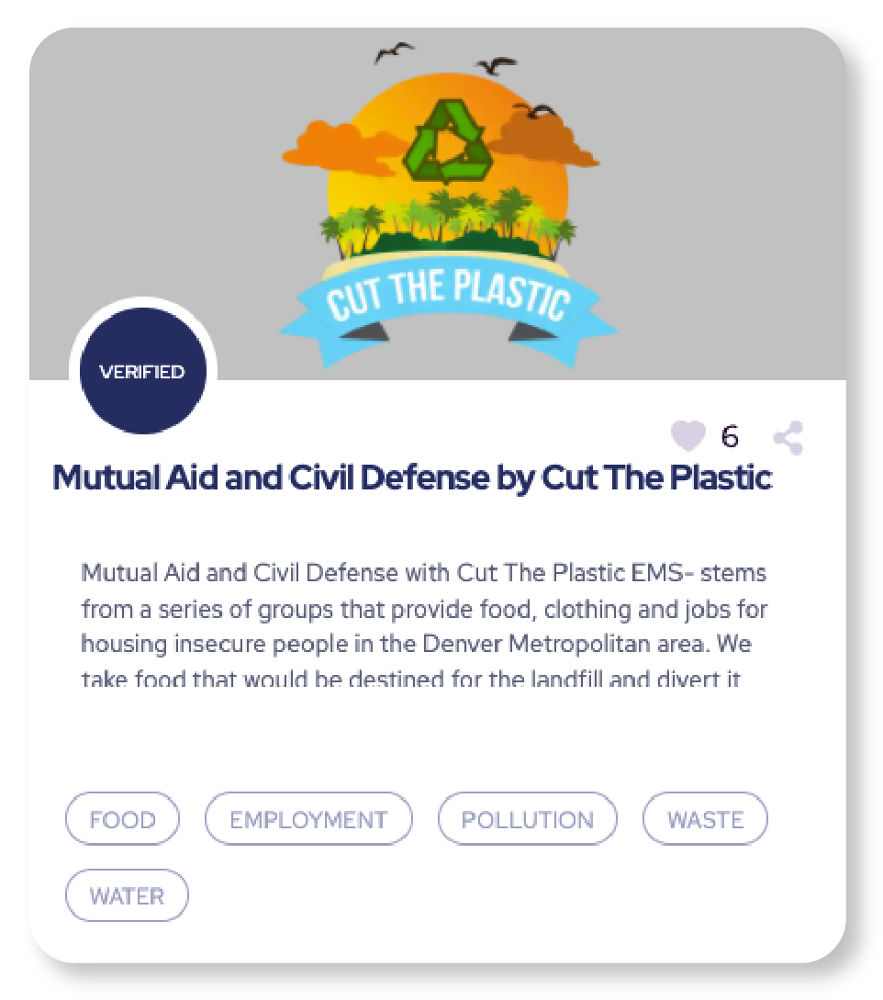 CUT THE PLASTIC
VERIFIED
6
Mutual Aid and Civil Defense by Cut The Plastic
Mutual Aid and Civil Defense with Cut The Plastic EMS- stems
from a series of groups that provide food, clothing and jobs for
housing insecure people in the Denver Metropolitan area. We
take food that would be destined for the landfill and divert it
FOOD EMPLOYMENT POLLUTION WASTE
WATER